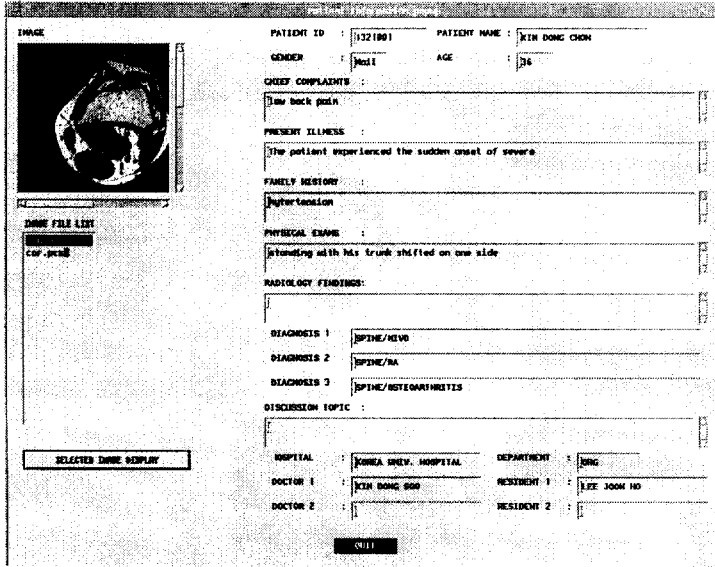 IMAGE
PATIENT ID :
PATIENT NAME : KIM DONG CHON
GENDER :
AGE : 36
CHIEF COMPLAINTS :
low back pain
PRESENT ILLNESS :
The patient experienced the sudden onset of severe
FAMILY HISTORY :
hytertension
IMAGE FILE LIST
PHYSICAL EXAMS :
standing with his trunk shifted on one side
RADIOLOGY FINDINGS:
DIAGNOSIS 1 SPINE/HIVD
DIAGNOSIS 2 SPINE/RA
DIAGNOSIS 3 SPINE/OSTEOARTHRITIS
DISCUSSION TOPIC :
SELECTED IMAGE DISPLAY
HOSPITAL : KOREA UNIV. HOSPITAL
DEPARTMENT :
DOCTOR 1 : KIM DONG SOO
RESIDENT 1 : LEE JOON HO
DOCTOR 2 :
RESIDENT 2 :
QUIT